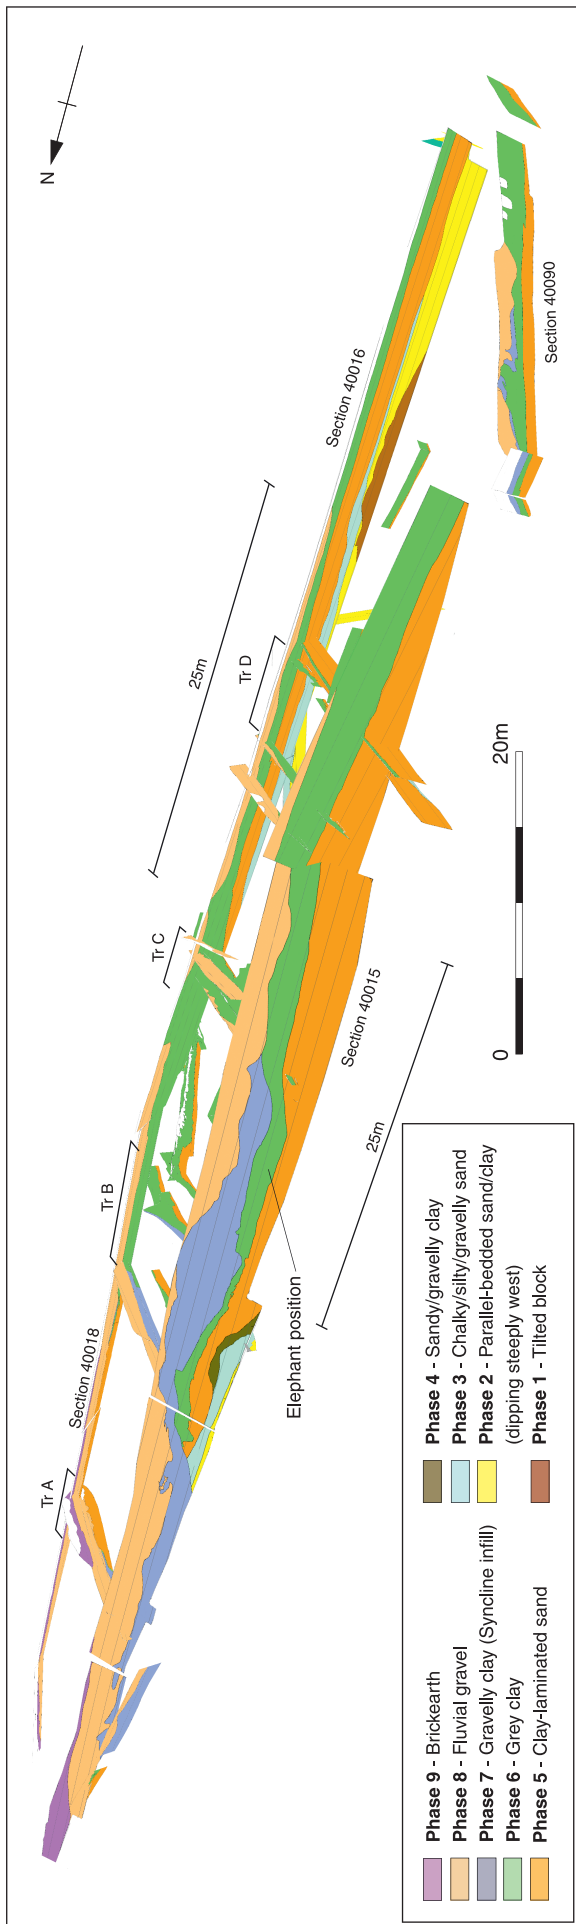 N
Section 40016
Section 40090
25m
Tr D
Tr C
Section 40015
25m
Tr B
Elephant position
Section 40018
Tr A
0
20m
Phase 9 - Brickearth
Phase 8 - Fluvial gravel
Phase 7 - Gravelly clay (Syncline infill)
Phase 6 - Grey clay
Phase 5 - Clay-laminated sand
Phase 4 - Sandy/gravelly clay
Phase 3 - Chalky/silty/gravelly sand
Phase 2 - Parallel-bedded sand/clay
(dipping steeply west)
Phase 1 - Tilted block